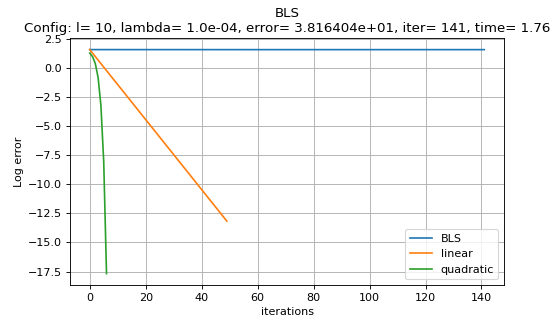 BLS
Config: l= 10, lambda= 1.0e-04, error= 3.816404e+01, iter= 141, time= 1.76
2.5
0.0
−2.5
−5.0
−7.5
−10.0
−12.5
−15.0
−17.5
Log error
BLS
linear
quadratic
0 20 40 60 80 100 120 140
iterations